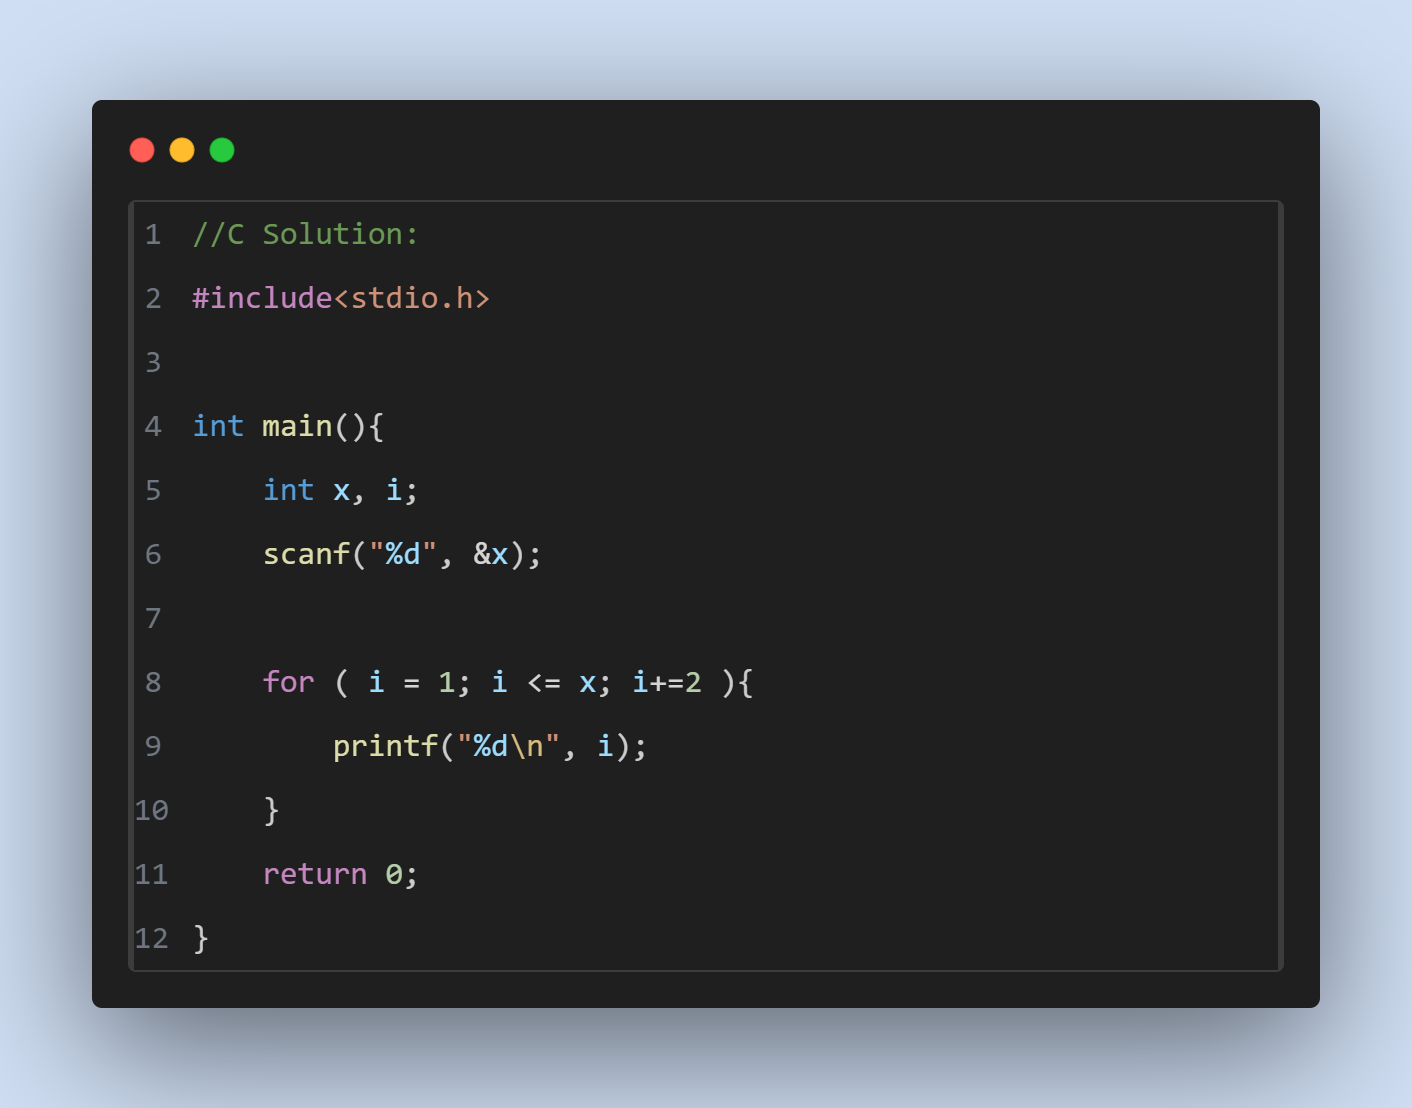 1 //C Solution:
2 #include<stdio.h>
3
4 int main(){
5     int x, i;
6     scanf("%d", &x);
7
8     for ( i = 1; i <= x; i+=2 ){
9         printf("%d\n", i);
10     }
11     return 0;
12 }